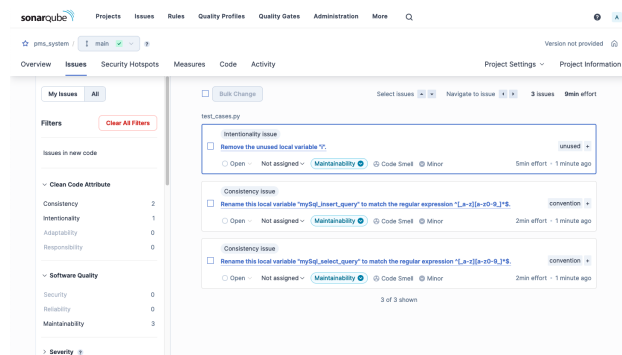 sonarqube Projects Issues Rules Quality Profiles Quality Gates Administration More A
pms_system / main Version not provided
Overview Issues Security Hotspots Measures Code Activity Project Settings Project Information
My Issues All
Bulk Change Select issues Navigate to issue 3 issues 9min effort
Filters Clear All Filters
Issues in new code
Clean Code Attribute
Consistency 2
Intentionality 1
Adaptability 0
Responsibility 0
Software Quality
Security 0
Reliability 0
Maintainability 3
Severity ?
test_cases.py
Intentionality issue
Remove the unused local variable "i". unused +
Open Not assigned Maintainability Code Smell Minor 5min effort · 1 minute ago
Consistency issue
Rename this local variable "mySql_insert_query" to match the regular expression ^[_a-z][a-z0-9_]*$. convention +
Open Not assigned Maintainability Code Smell Minor 2min effort · 1 minute ago
Consistency issue
Rename this local variable "mySql_select_query" to match the regular expression ^[_a-z][a-z0-9_]*$. convention +
Open Not assigned Maintainability Code Smell Minor 2min effort · 1 minute ago
3 of 3 shown